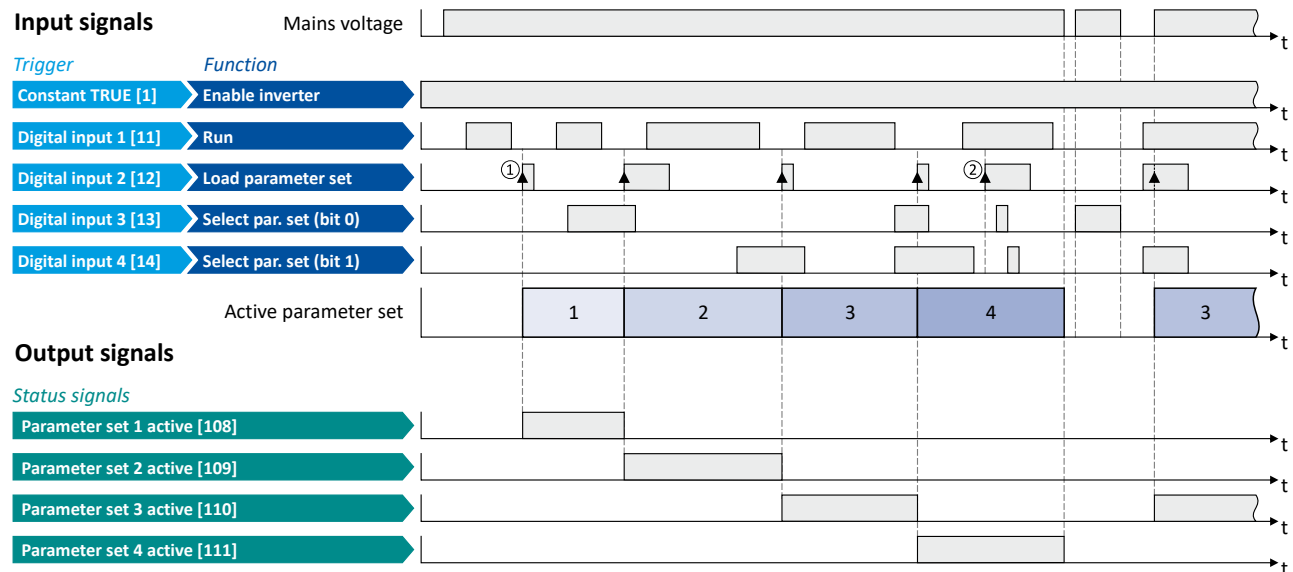 Input signals
Mains voltage
t
Trigger Function
Constant TRUE [1] Enable inverter
t
Digital input 1 [11] Run
t
Digital input 2 [12] Load parameter set ① ②
t
Digital input 3 [13] Select par. set (bit 0)
t
Digital input 4 [14] Select par. set (bit 1)
t
Active parameter set 1 2 3 4 3
t
Output signals
Status signals
Parameter set 1 active [108]
t
Parameter set 2 active [109]
t
Parameter set 3 active [110]
t
Parameter set 4 active [111]
t